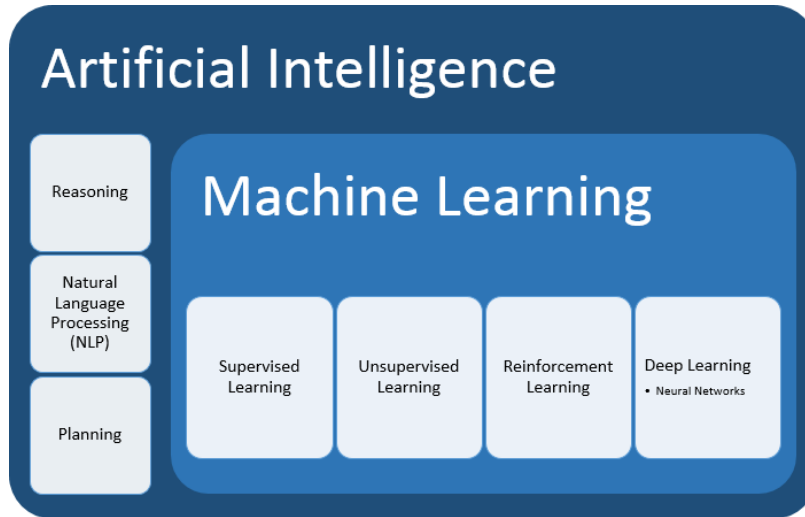 Artificial Intelligence
Reasoning
Natural
Language
Processing
(NLP)
Planning
Machine Learning
Supervised
Learning
Unsupervised
Learning
Reinforcement
Learning
Deep Learning
• Neural Networks